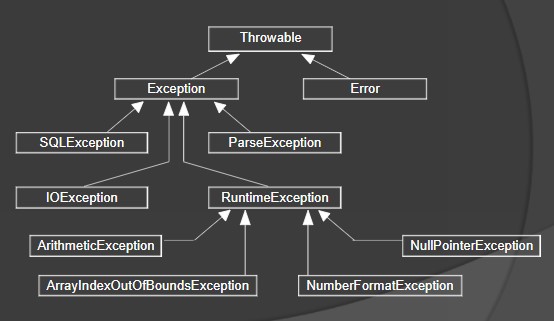 Throwable
Exception
Error
SQLException
ParseException
IOException
RuntimeException
ArithmeticException
NullPointerException
ArrayIndexOutOfBoundsException
NumberFormatException